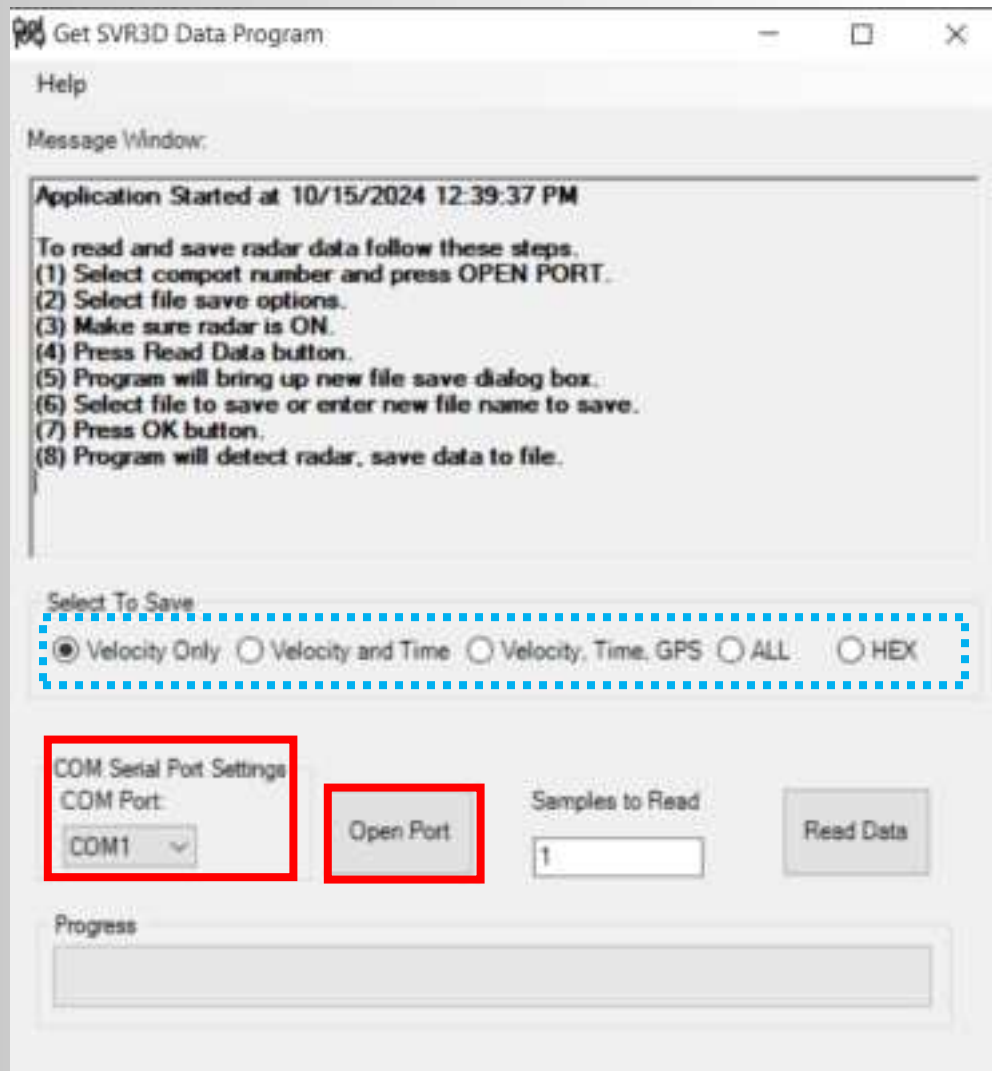 Get SVR3D Data Program
Help
Message Window:
Application Started at 10/15/2024 12:39:37 PM
To read and save radar data follow these steps.
(1) Select comport number and press OPEN PORT.
(2) Select file save options.
(3) Make sure radar is ON.
(4) Press Read Data button.
(5) Program will bring up new file save dialog box.
(6) Select file to save or enter new file name to save.
(7) Press OK button.
(8) Program will detect radar, save data to file.
Select To Save
Velocity Only Velocity and Time Velocity, Time, GPS ALL HEX
COM Serial Port Settings
COM Port:
COM1
Open Port
Samples to Read
1
Read Data
Progress